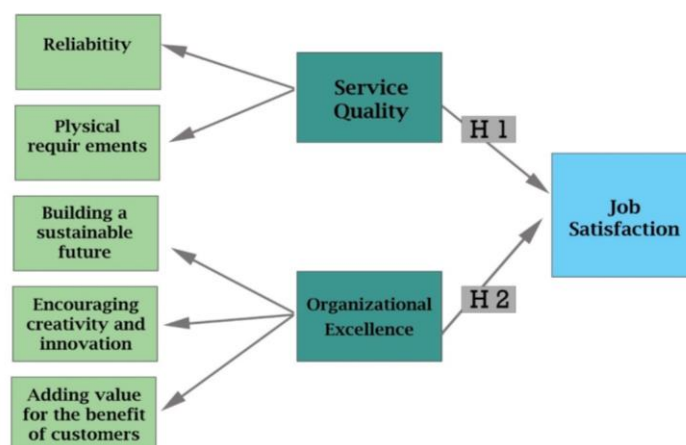 Reliabitity
Plysical
requir ements
Building a
sustainable
future
Encouraging
creativity and
innovation
Adding value
for the benefit
of customers
Service
Quality
Organizational
Excellence
H 1
H 2
Job
Satisfaction